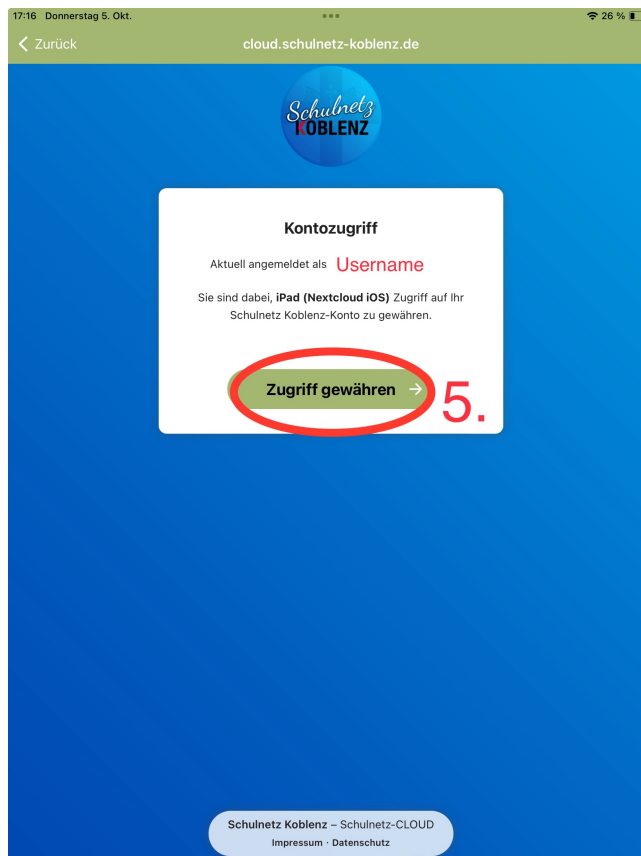 17:16 Donnerstag 5. Okt.
26 %
Zurück
cloud.schulnetz-koblenz.de
Schulnetz
KOBLENZ
Kontozugriff
Aktuell angemeldet als Username
Sie sind dabei, iPad (Nextcloud iOS) Zugriff auf Ihr
Schulnetz Koblenz-Konto zu gewähren.
Zugriff gewähren →
5.
Schulnetz Koblenz – Schulnetz-CLOUD
Impressum · Datenschutz